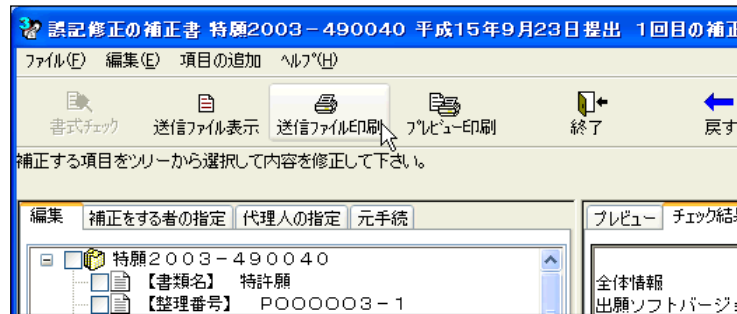 誤記修正の補正書 特願2003－490040 平成15年9月23日提出 1回目の補正
ﾌｧｲﾙ(F) 編集(E) 項目の追加 ﾍﾙﾌﾟ(H)
書式ﾁｪｯｸ 送信ﾌｧｲﾙ表示 送信ﾌｧｲﾙ印刷 ﾌﾟﾚﾋﾞｭｰ印刷 終了 戻す
補正する項目をﾂﾘｰから選択して内容を修正して下さい。
編集 補正をする者の指定 代理人の指定 元手続 プレビュー チェック結果
特願２００３－４９００４０
【書類名】 特許願 全体情報
【整理番号】 Ｐ０００００３－１ 出願ソフトバージョ